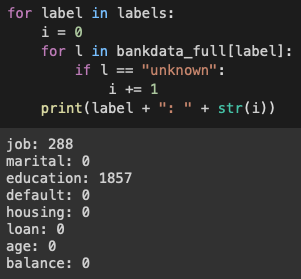 for label in labels:
    i = 0
    for l in bankdata_full[label]:
        if l == "unknown":
            i += 1
    print(label + ": " + str(i))
job: 288
marital: 0
education: 1857
default: 0
housing: 0
loan: 0
age: 0
balance: 0